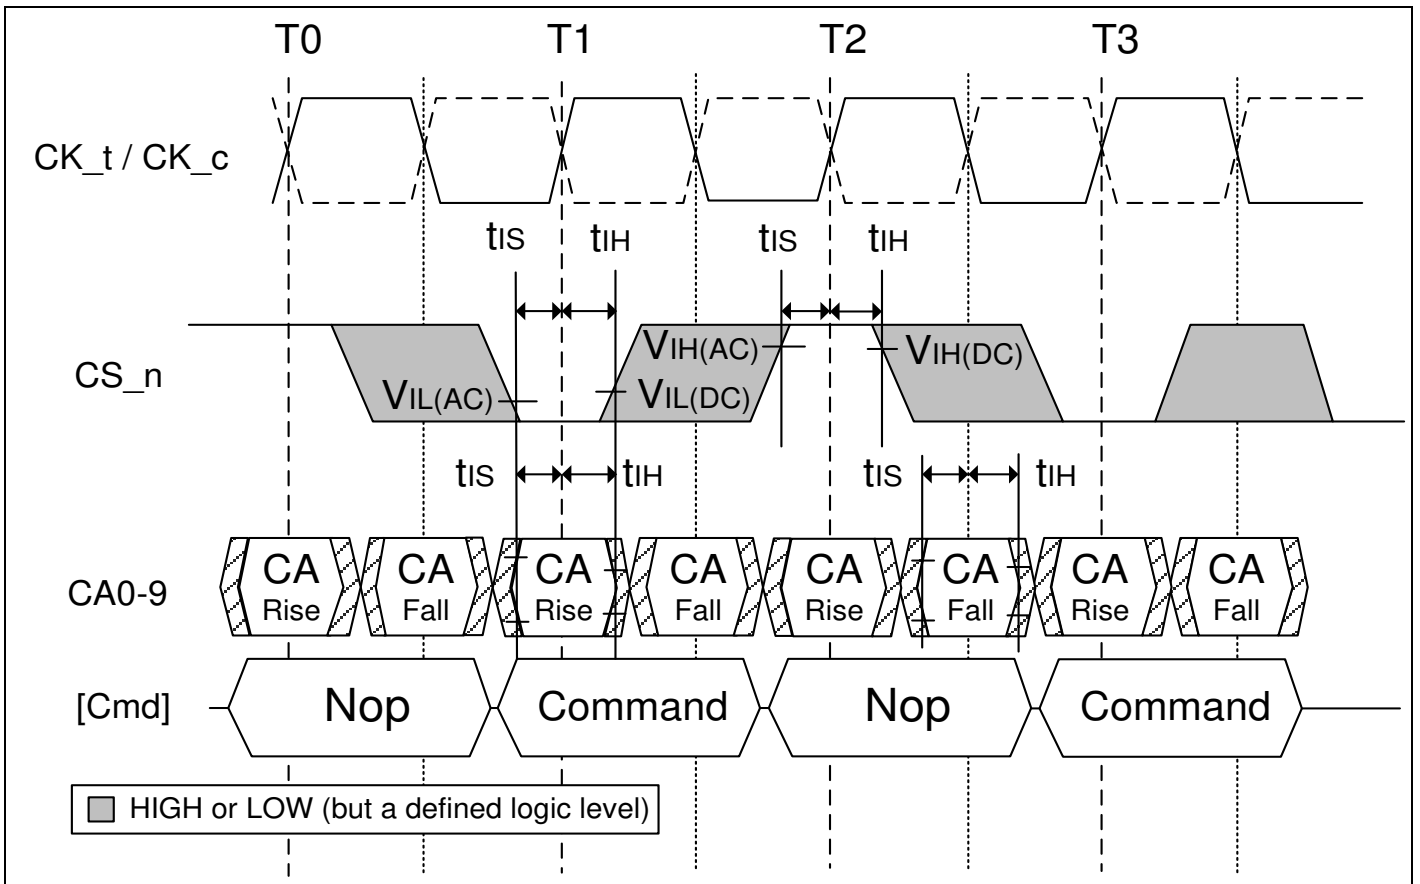 T0 T1 T2 T3
CK_t / CK_c
tIS tIH tIS tIH
CS_n
VIL(AC)
VIH(AC)
VIL(DC)
VIH(DC)
tIS tIH tIS tIH
CA0-9
CA Rise
CA Fall
CA Rise
CA Fall
CA Rise
CA Fall
CA Rise
CA Fall
[Cmd] Nop Command Nop Command
HIGH or LOW (but a defined logic level)